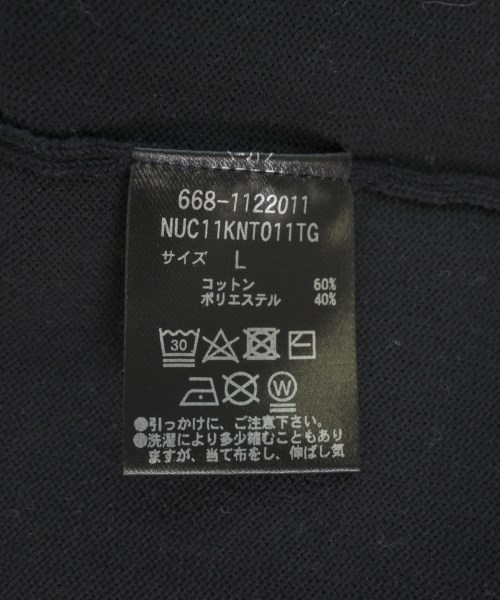 668-1122011
NUC11KNT011TG
サイズ L
コットン 60%
ポリエステル 40%
30
W
●引っかけに、ご注意下さい。
●洗濯により多少縮むこともあり
ますが、当て布をし、伸ばし気